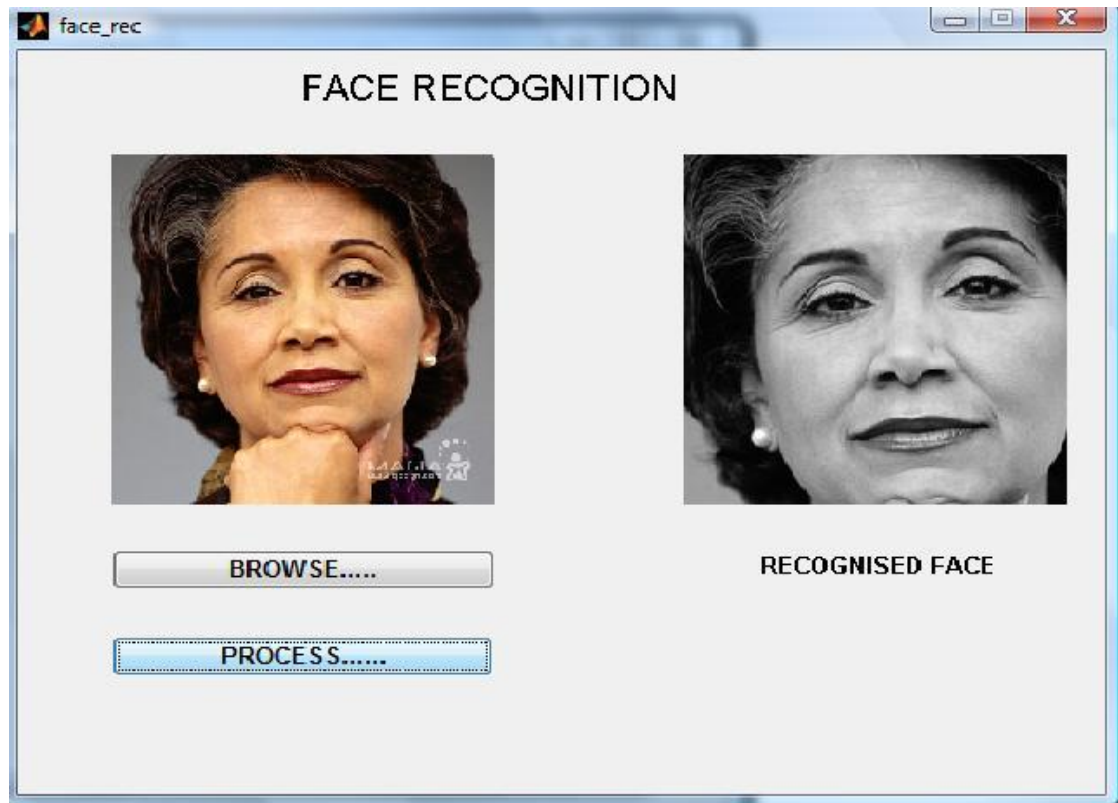 face_rec
FACE RECOGNITION
BROWSE.....
RECOGNISED FACE
PROCESS......